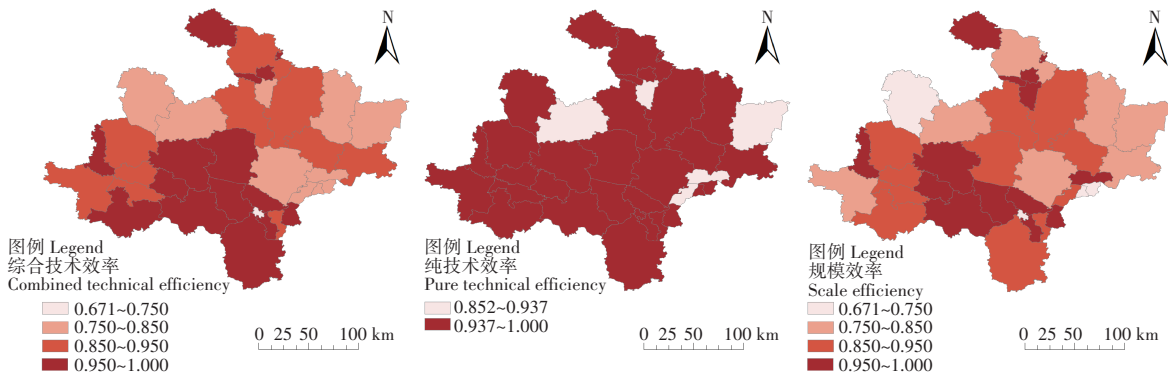 N
图例 Legend
综合技术效率
Combined technical efficiency
0.671~0.750
0.750~0.850
0.850~0.950
0.950~1.000
0 25 50 100 km
N
图例 Legend
纯技术效率
Pure technical efficiency
0.852~0.937
0.937~1.000
0 25 50 100 km
N
图例 Legend
规模效率
Scale efficiency
0.671~0.750
0.750~0.850
0.850~0.950
0.950~1.000
0 25 50 100 km